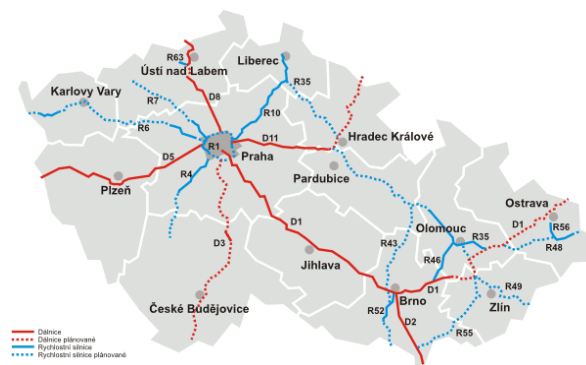 R63
Ústí nad Labem
Liberec
R35
Karlovy Vary
R7
D8
R10
R6
D11
Hradec Králové
R1
Praha
D5
Plzeň
R4
Pardubice
Ostrava
D1
D1
R56
Olomouc
R35
R48
D3
R43
Jihlava
R46
D1
R49
České Budějovice
Brno
Zlín
R52
D2
R55
Dálnice
Dálnice plánované
Rychlostní silnice
Rychlostní silnice plánované